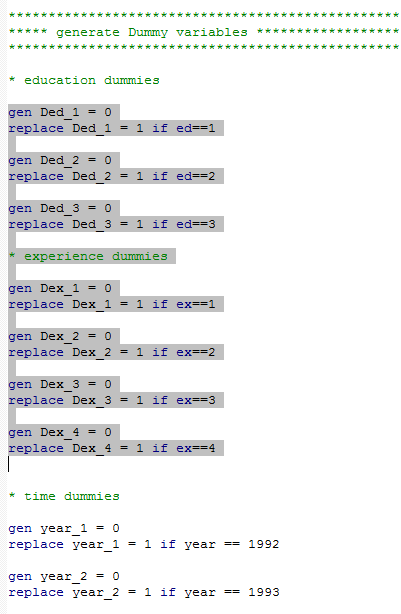 *************************************************
***** generate Dummy variables ******************
*************************************************
* education dummies
gen Ded_1 = 0
replace Ded_1 = 1 if ed==1
gen Ded_2 = 0
replace Ded_2 = 1 if ed==2
gen Ded_3 = 0
replace Ded_3 = 1 if ed==3
* experience dummies
gen Dex_1 = 0
replace Dex_1 = 1 if ex==1
gen Dex_2 = 0
replace Dex_2 = 1 if ex==2
gen Dex_3 = 0
replace Dex_3 = 1 if ex==3
gen Dex_4 = 0
replace Dex_4 = 1 if ex==4
* time dummies
gen year_1 = 0
replace year_1 = 1 if year == 1992
gen year_2 = 0
replace year_2 = 1 if year == 1993